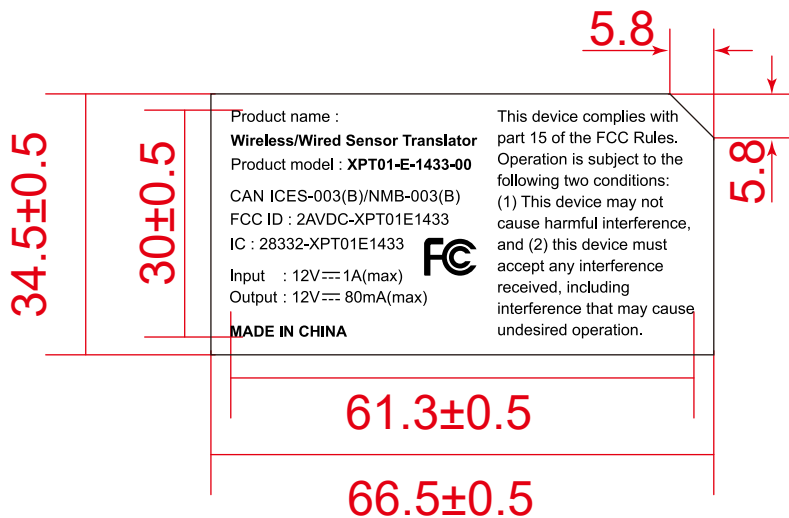 5.8
5.8
34.5±0.5
30±0.5
Product name :
Wireless/Wired Sensor Translator
Product model : XPT01-E-1433-00
CAN ICES-003(B)/NMB-003(B)
FCC ID : 2AVDC-XPT01E1433
IC : 28332-XPT01E1433
FC
Input : 12V⎓1A(max)
Output : 12V⎓ 80mA(max)
MADE IN CHINA
This device complies with
part 15 of the FCC Rules.
Operation is subject to the
following two conditions:
(1) This device may not
cause harmful interference,
and (2) this device must
accept any interference
received, including
interference that may cause
undesired operation.
61.3±0.5
66.5±0.5